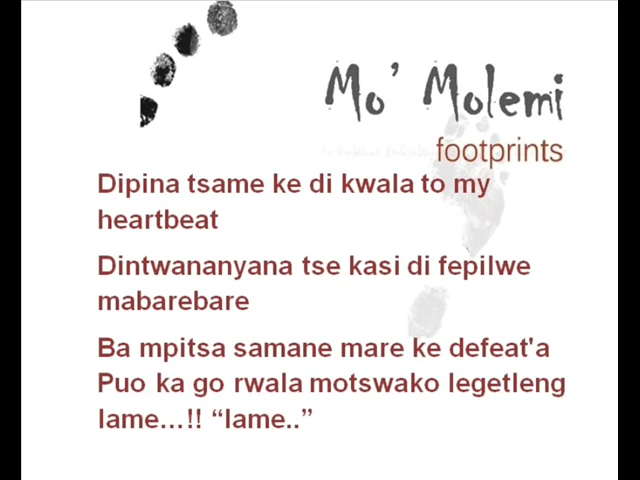 Mo' Molemi
footprints
Dipina tsame ke di kwala to my
heartbeat
Dintwananyana tse kasi di fepilwe
mabarebare
Ba mpitsa samane mare ke defeat'a
Puo ka go rwala motswako legetleng
lame…!! “lame..”